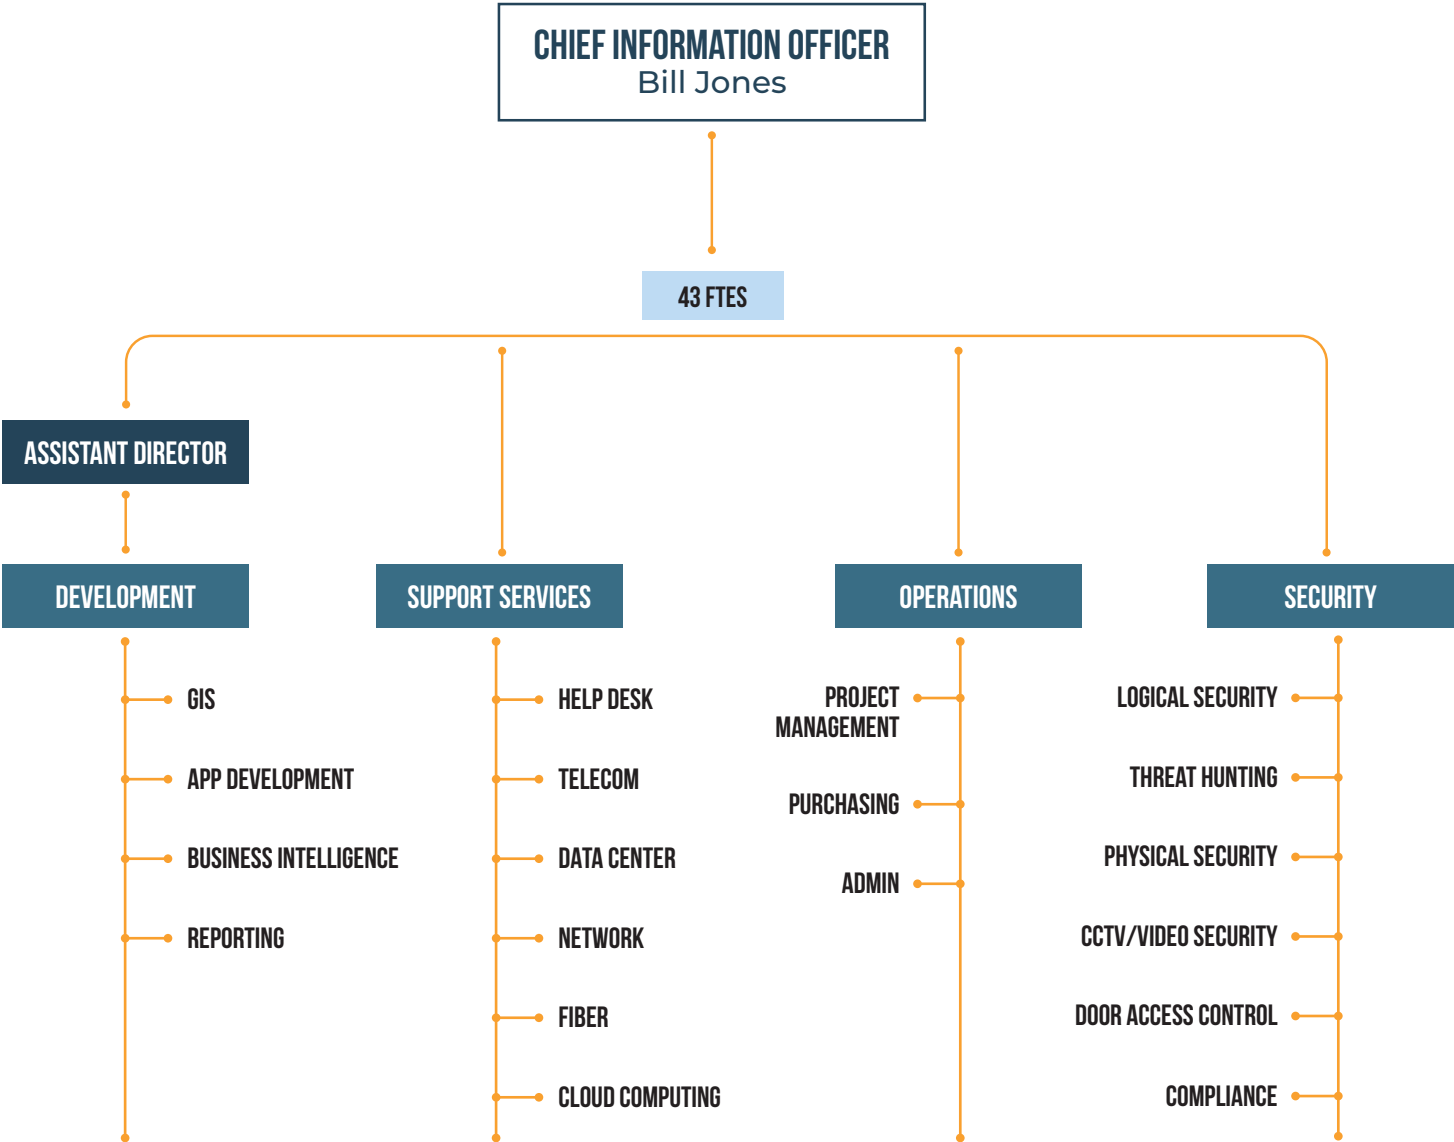 CHIEF INFORMATION OFFICER
Bill Jones
43 FTES
ASSISTANT DIRECTOR
DEVELOPMENT
GIS
APP DEVELOPMENT
BUSINESS INTELLIGENCE
REPORTING
SUPPORT SERVICES
HELP DESK
TELECOM
DATA CENTER
NETWORK
FIBER
CLOUD COMPUTING
OPERATIONS
PROJECT
MANAGEMENT
PURCHASING
ADMIN
SECURITY
LOGICAL SECURITY
THREAT HUNTING
PHYSICAL SECURITY
CCTV/VIDEO SECURITY
DOOR ACCESS CONTROL
COMPLIANCE